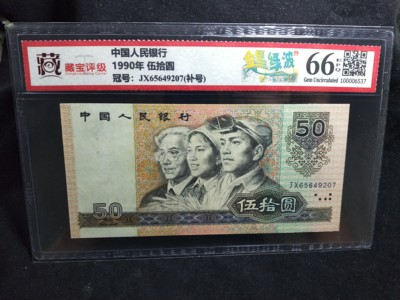 藏宝评级
中国人民银行
1990年 伍拾圆
冠号：JX65649207(补号)
绿波
66
Gem Uncirculated
100006537
中国人民银行
50
JX65649207
50
伍拾圆